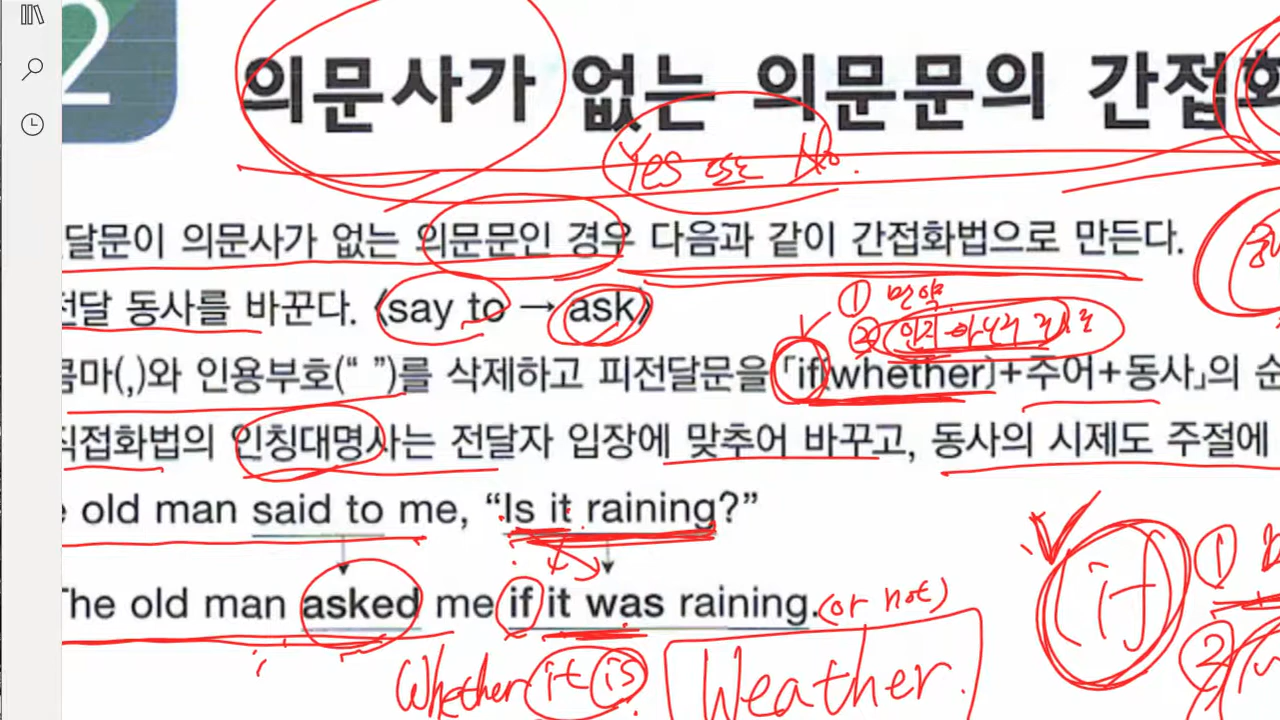 2
의문사가 없는 의문문의 간접화
Yes 또는 No.
달문이 의문사가 없는 의문문인 경우 다음과 같이 간접화법으로 만든다.
① 만약
전달 동사를 바꾼다. 〈say to → ask〉
② 인지 아닌지
콤마(,)와 인용부호(“ ”)를 삭제하고 피전달문을 「if(whether)+주어+동사」의 순
직접화법의 인칭대명사는 전달자 입장에 맞추어 바꾸고, 동사의 시제도 주절에
e old man said to me, “Is it raining?”
if ①
The old man asked me if it was raining. (or not)
②
Whether it is. Weather.